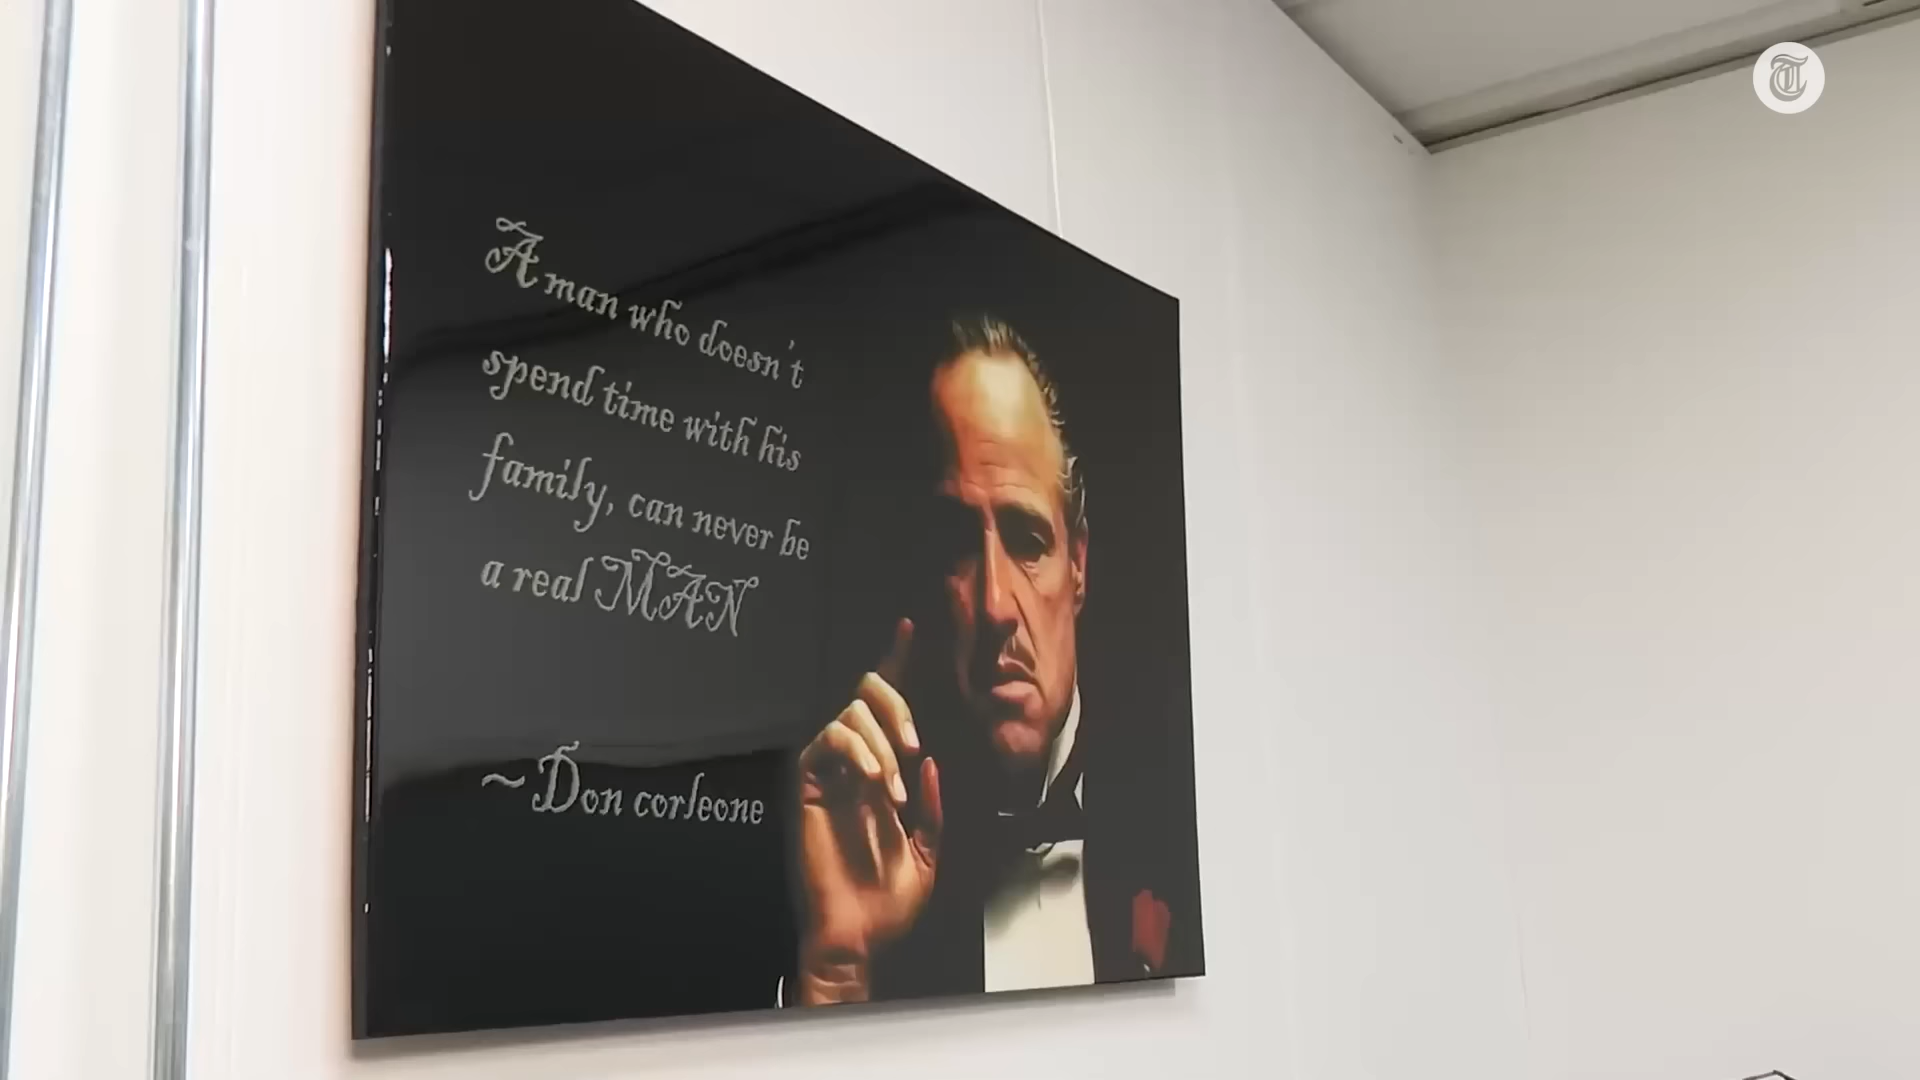 A man who doesn't
spend time with his
family, can never be
a real MAN
~ Don corleone
T